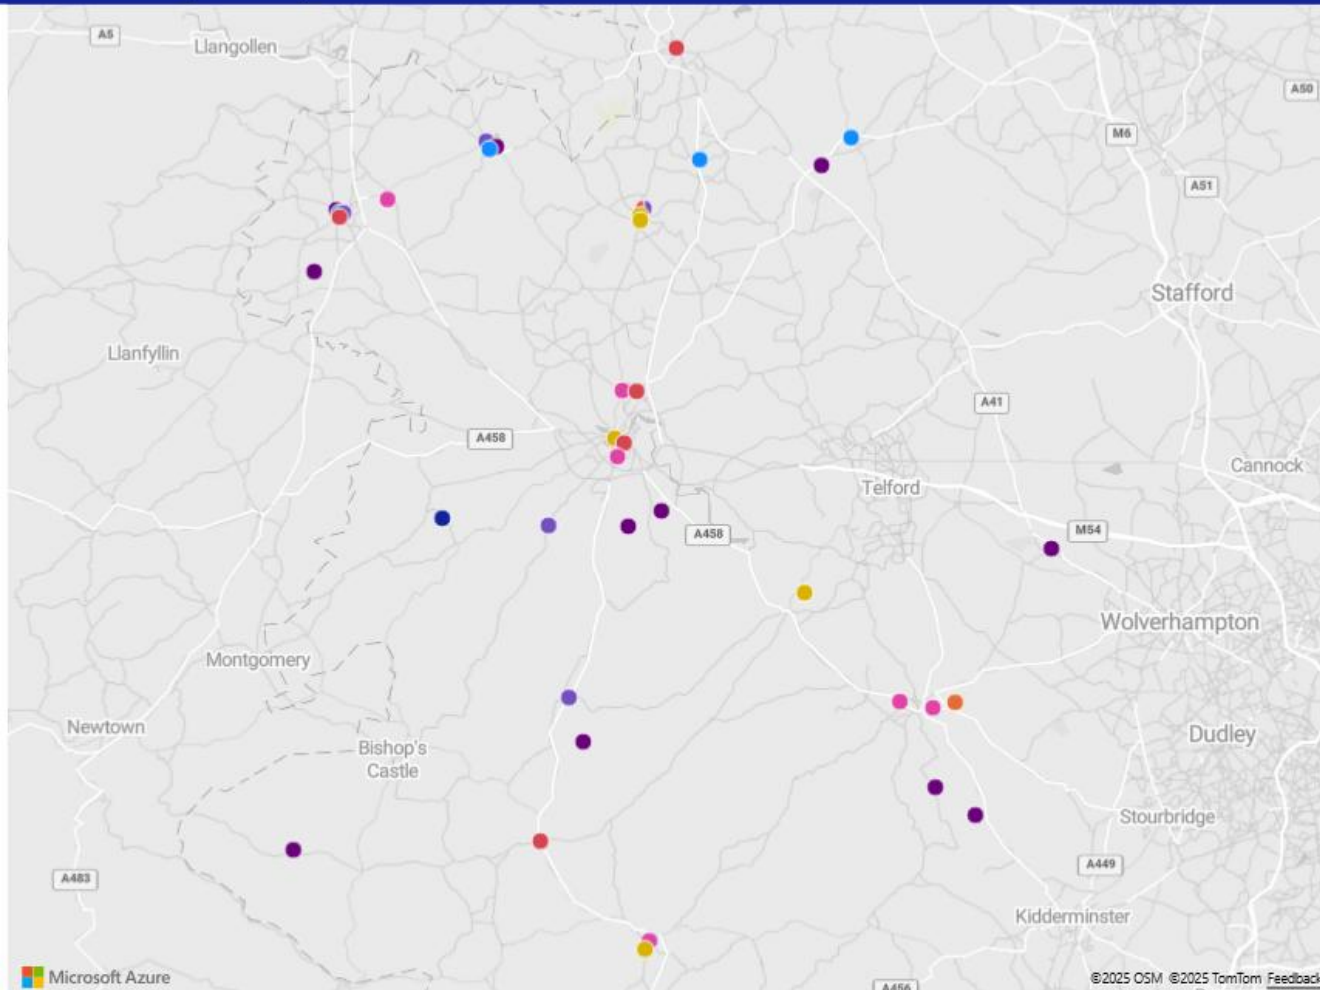 A5
Llangollen
A50
M6
A51
Stafford
Llanfyllin
A41
A458
Cannock
Telford
A458
M54
Wolverhampton
Montgomery
Newtown
Dudley
Bishop's
Castle
Stourbridge
A449
A483
Kidderminster
Microsoft Azure
©2025 OSM ©2025 TomTom Feedback
A456